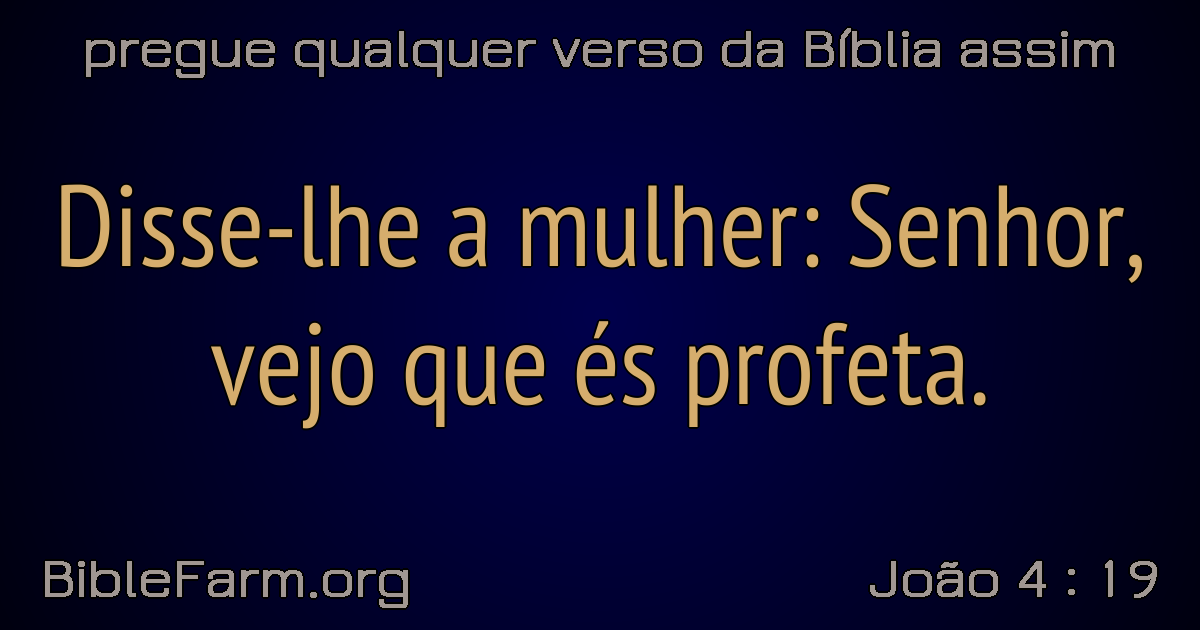 pregue qualquer verso da Bíblia assim
Disse-lhe a mulher: Senhor,
vejo que és profeta.
BibleFarm.org
João 4 : 19